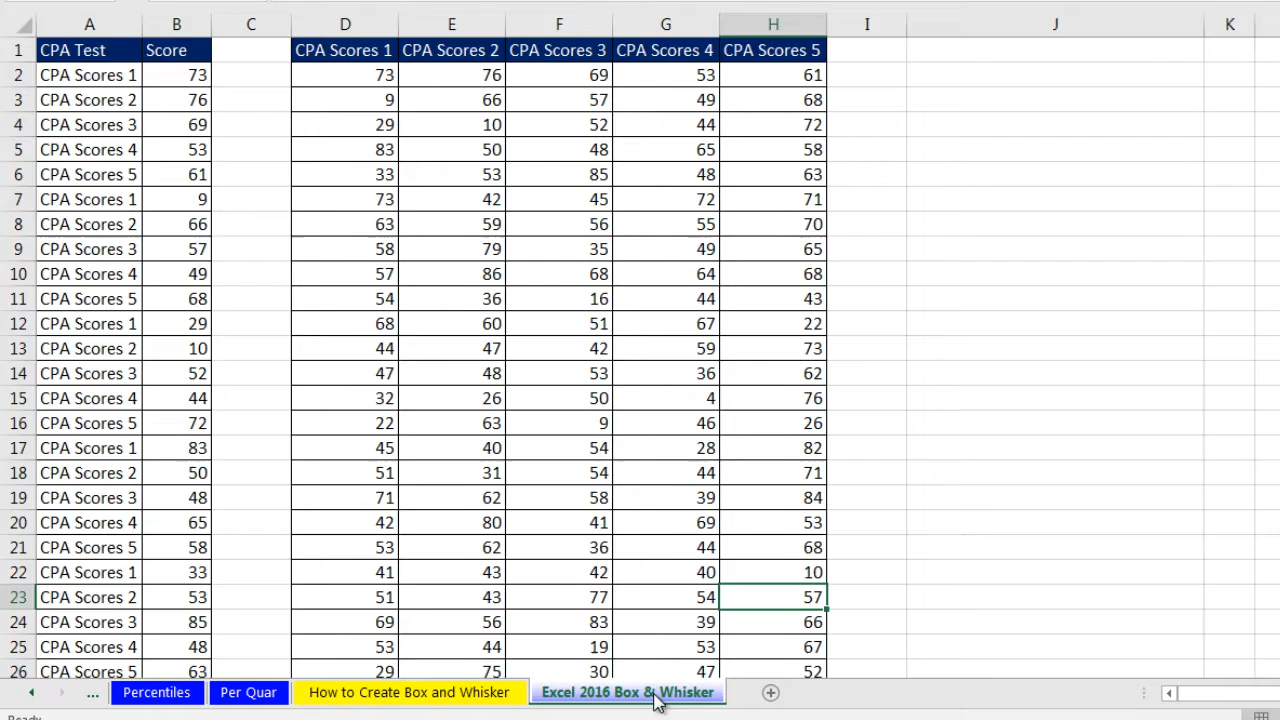 A B C D E F G H I J K
1 CPA Test Score CPA Scores 1 CPA Scores 2 CPA Scores 3 CPA Scores 4 CPA Scores 5
2 CPA Scores 1 73 73 76 69 53 61
3 CPA Scores 2 76 9 66 57 49 68
4 CPA Scores 3 69 29 10 52 44 72
5 CPA Scores 4 53 83 50 48 65 58
6 CPA Scores 5 61 33 53 85 48 63
7 CPA Scores 1 9 73 42 45 72 71
8 CPA Scores 2 66 63 59 56 55 70
9 CPA Scores 3 57 58 79 35 49 65
10 CPA Scores 4 49 57 86 68 64 68
11 CPA Scores 5 68 54 36 16 44 43
12 CPA Scores 1 29 68 60 51 67 22
13 CPA Scores 2 10 44 47 42 59 73
14 CPA Scores 3 52 47 48 53 36 62
15 CPA Scores 4 44 32 26 50 4 76
16 CPA Scores 5 72 22 63 9 46 26
17 CPA Scores 1 83 45 40 54 28 82
18 CPA Scores 2 50 51 31 54 44 71
19 CPA Scores 3 48 71 62 58 39 84
20 CPA Scores 4 65 42 80 41 69 53
21 CPA Scores 5 58 53 62 36 44 68
22 CPA Scores 1 33 41 43 42 40 10
23 CPA Scores 2 53 51 43 77 54 57
24 CPA Scores 3 85 69 56 83 39 66
25 CPA Scores 4 48 53 44 19 53 67
26 CPA Scores 5 63 29 75 30 47 52
... Percentiles Per Quar How to Create Box and Whisker Excel 2016 Box & Whisker
Ready